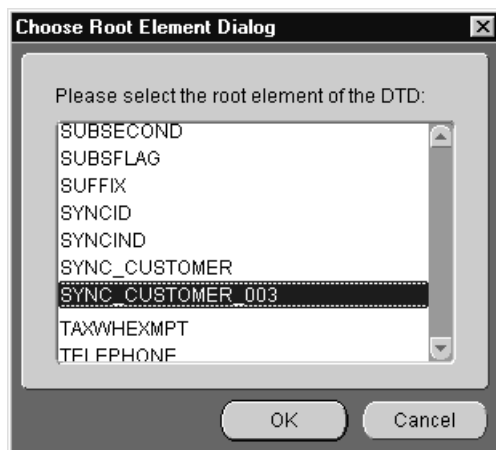 Choose Root Element Dialog
Please select the root element of the DTD:
SUBSECOND
SUBSFLAG
SUFFIX
SYNCID
SYNCIND
SYNC_CUSTOMER
SYNC_CUSTOMER_003
TAXWHEXMPT
TELEPHONE
OK Cancel